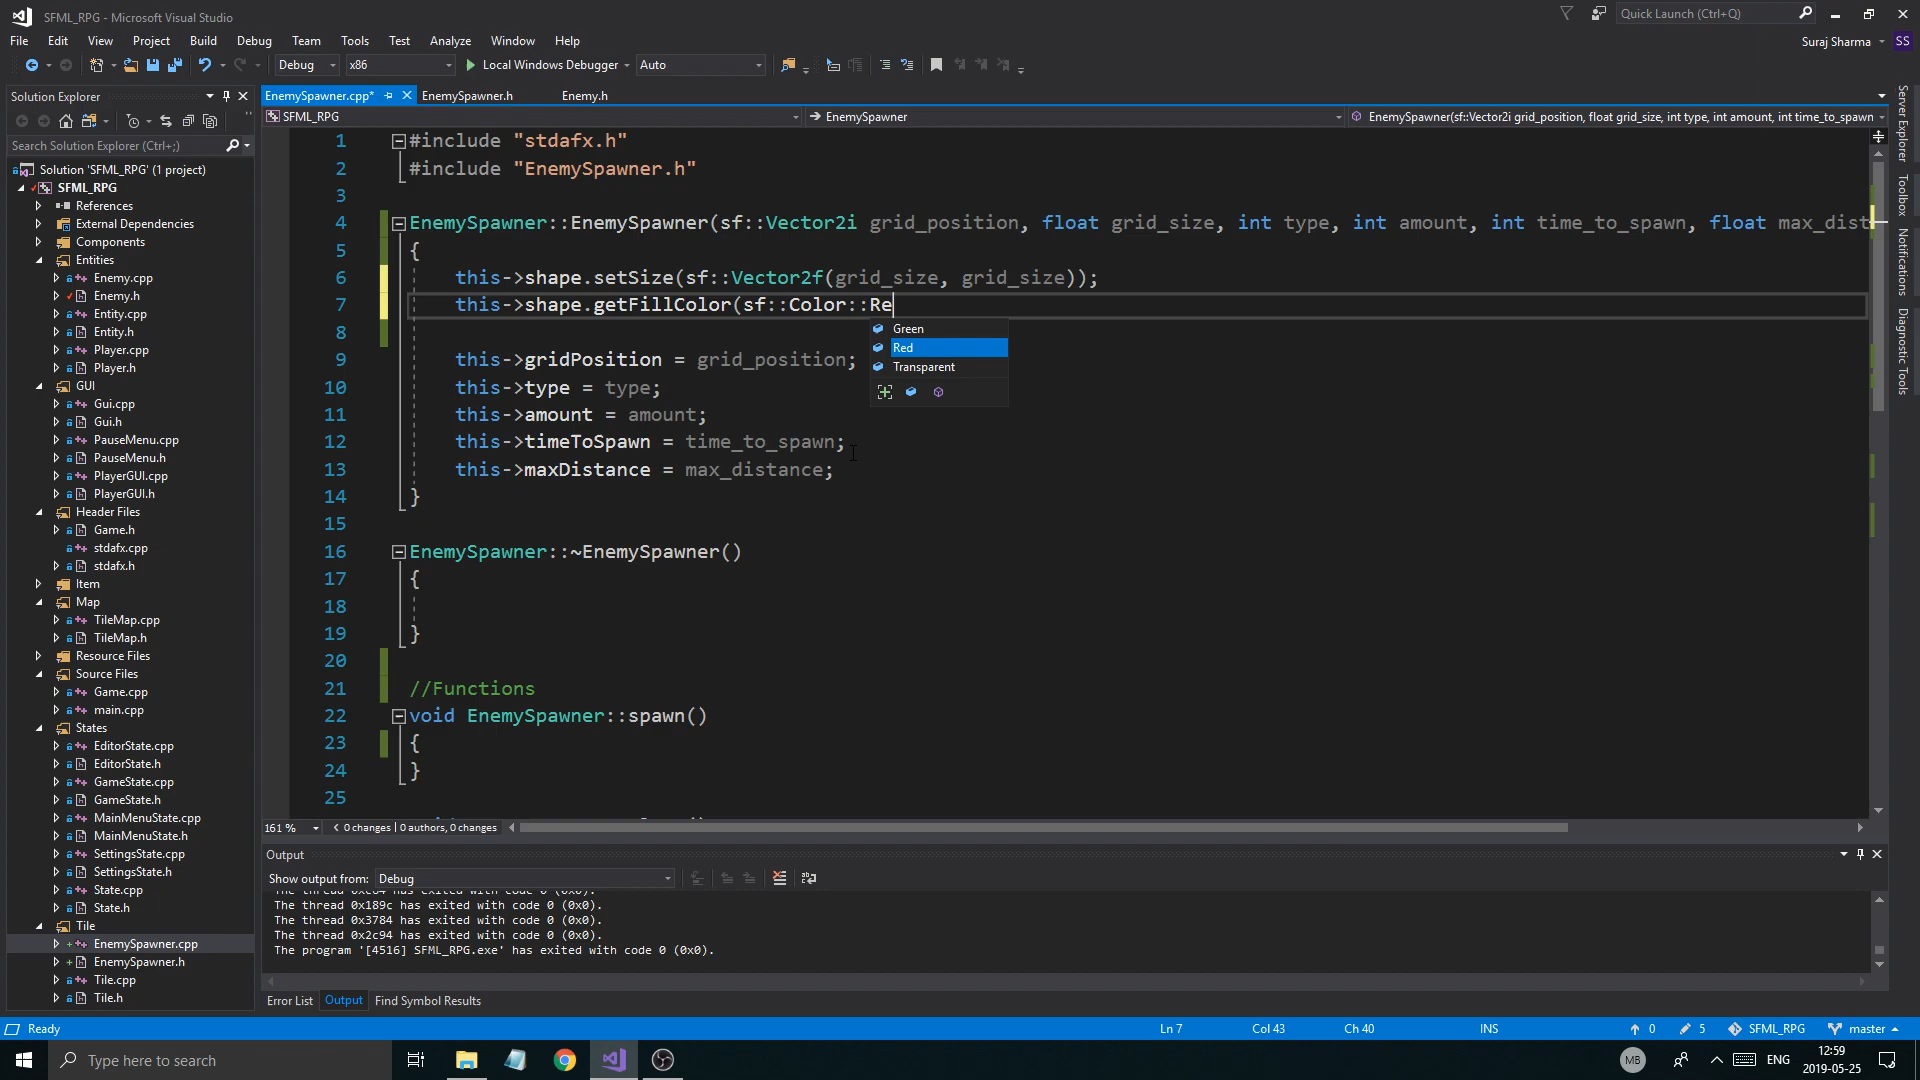 SFML_RPG - Microsoft Visual Studio
Quick Launch (Ctrl+Q)
File Edit View Project Build Debug Team Tools Test Analyze Window Help
Suraj Sharma SS
Debug x86 Local Windows Debugger Auto
Solution Explorer
EnemySpawner.cpp* EnemySpawner.h Enemy.h
SFML_RPG EnemySpawner EnemySpawner(sf::Vector2i grid_position, float grid_size, int type, int amount, int time_to_spawn
Search Solution Explorer (Ctrl+;)
Solution 'SFML_RPG' (1 project)
SFML_RPG
References
External Dependencies
Components
Entities
Enemy.cpp
Enemy.h
Entity.cpp
Entity.h
Player.cpp
Player.h
GUI
Gui.cpp
Gui.h
PauseMenu.cpp
PauseMenu.h
PlayerGUI.cpp
PlayerGUI.h
Header Files
Game.h
stdafx.cpp
stdafx.h
Item
Map
TileMap.cpp
TileMap.h
Resource Files
Source Files
Game.cpp
main.cpp
States
EditorState.cpp
EditorState.h
GameState.cpp
GameState.h
MainMenuState.cpp
MainMenuState.h
SettingsState.cpp
SettingsState.h
State.cpp
State.h
Tile
EnemySpawner.cpp
EnemySpawner.h
Tile.cpp
Tile.h
1 #include "stdafx.h"
2 #include "EnemySpawner.h"
3
4 EnemySpawner::EnemySpawner(sf::Vector2i grid_position, float grid_size, int type, int amount, int time_to_spawn, float max_dist
5 {
6 this->shape.setSize(sf::Vector2f(grid_size, grid_size));
7 this->shape.getFillColor(sf::Color::Re
8
9 this->gridPosition = grid_position;
10 this->type = type;
11 this->amount = amount;
12 this->timeToSpawn = time_to_spawn;
13 this->maxDistance = max_distance;
14 }
15
16 EnemySpawner::~EnemySpawner()
17 {
18
19 }
20
21 //Functions
22 void EnemySpawner::spawn()
23 {
24 }
25
Green
Red
Transparent
Server Explorer
Toolbox
Notifications
Diagnostic Tools
161 % 0 changes | 0 authors, 0 changes
Output
Show output from: Debug
The thread 0x189c has exited with code 0 (0x0).
The thread 0x3784 has exited with code 0 (0x0).
The thread 0x2c94 has exited with code 0 (0x0).
The program '[4516] SFML_RPG.exe' has exited with code 0 (0x0).
Error List Output Find Symbol Results
Ready Ln 7 Col 43 Ch 40 INS 0 5 SFML_RPG master
Type here to search
MB ENG 12:59
2019-05-25